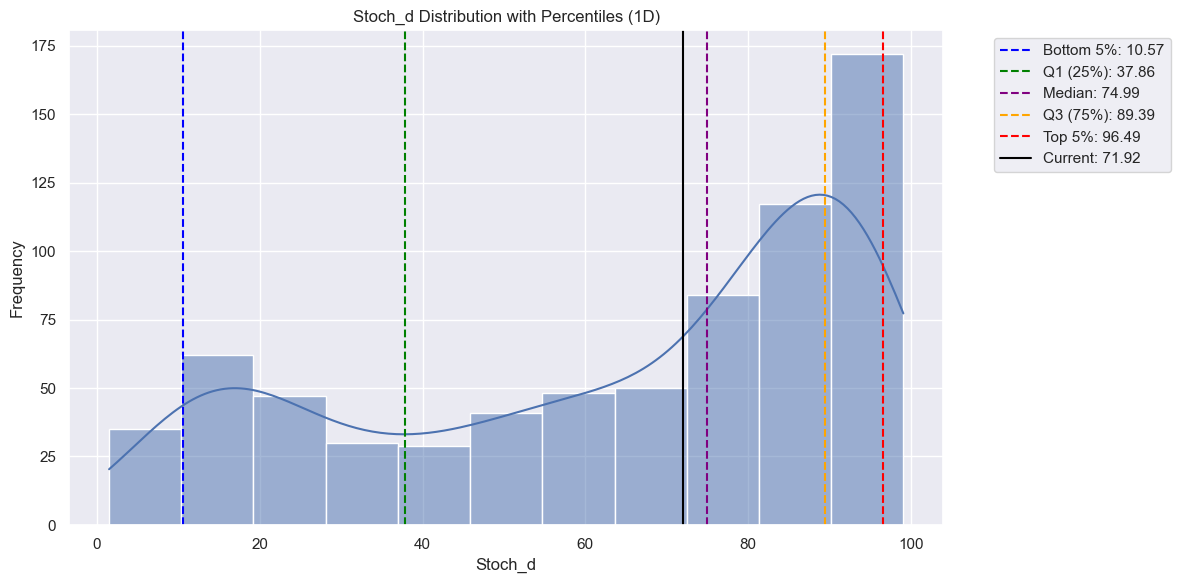 Stoch_d Distribution with Percentiles (1D)
175
150
125
100
75
50
25
0
Frequency
0 20 40 60 80 100
Stoch_d
Bottom 5%: 10.57
Q1 (25%): 37.86
Median: 74.99
Q3 (75%): 89.39
Top 5%: 96.49
Current: 71.92